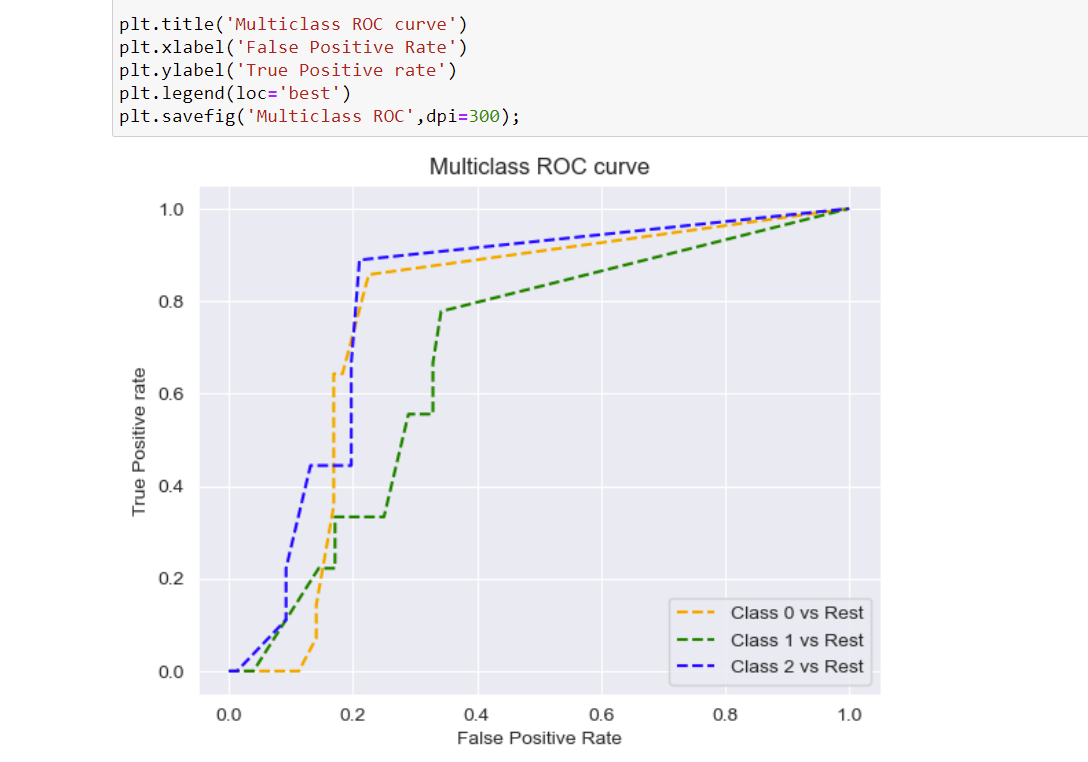 plt.title('Multiclass ROC curve')
plt.xlabel('False Positive Rate')
plt.ylabel('True Positive rate')
plt.legend(loc='best')
plt.savefig('Multiclass ROC',dpi=300);
Multiclass ROC curve
1.0
0.8
0.6
0.4
0.2
0.0
True Positive rate
Class 0 vs Rest
Class 1 vs Rest
Class 2 vs Rest
0.0 0.2 0.4 0.6 0.8 1.0
False Positive Rate